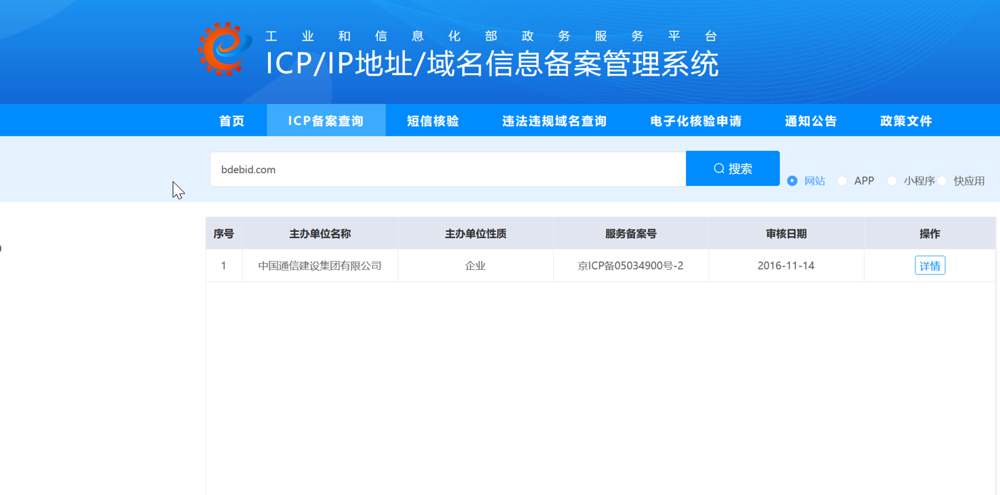 工业和信息化部政务服务平台
ICP/IP地址/域名信息备案管理系统
首页 ICP备案查询 短信核验 违法违规域名查询 电子化核验申请 通知公告 政策文件
bdebid.com 搜索 网站 APP 小程序 快应用
序号 主办单位名称 主办单位性质 服务备案号 审核日期 操作
1 中国通信建设集团有限公司 企业 京ICP备05034900号-2 2016-11-14 详情